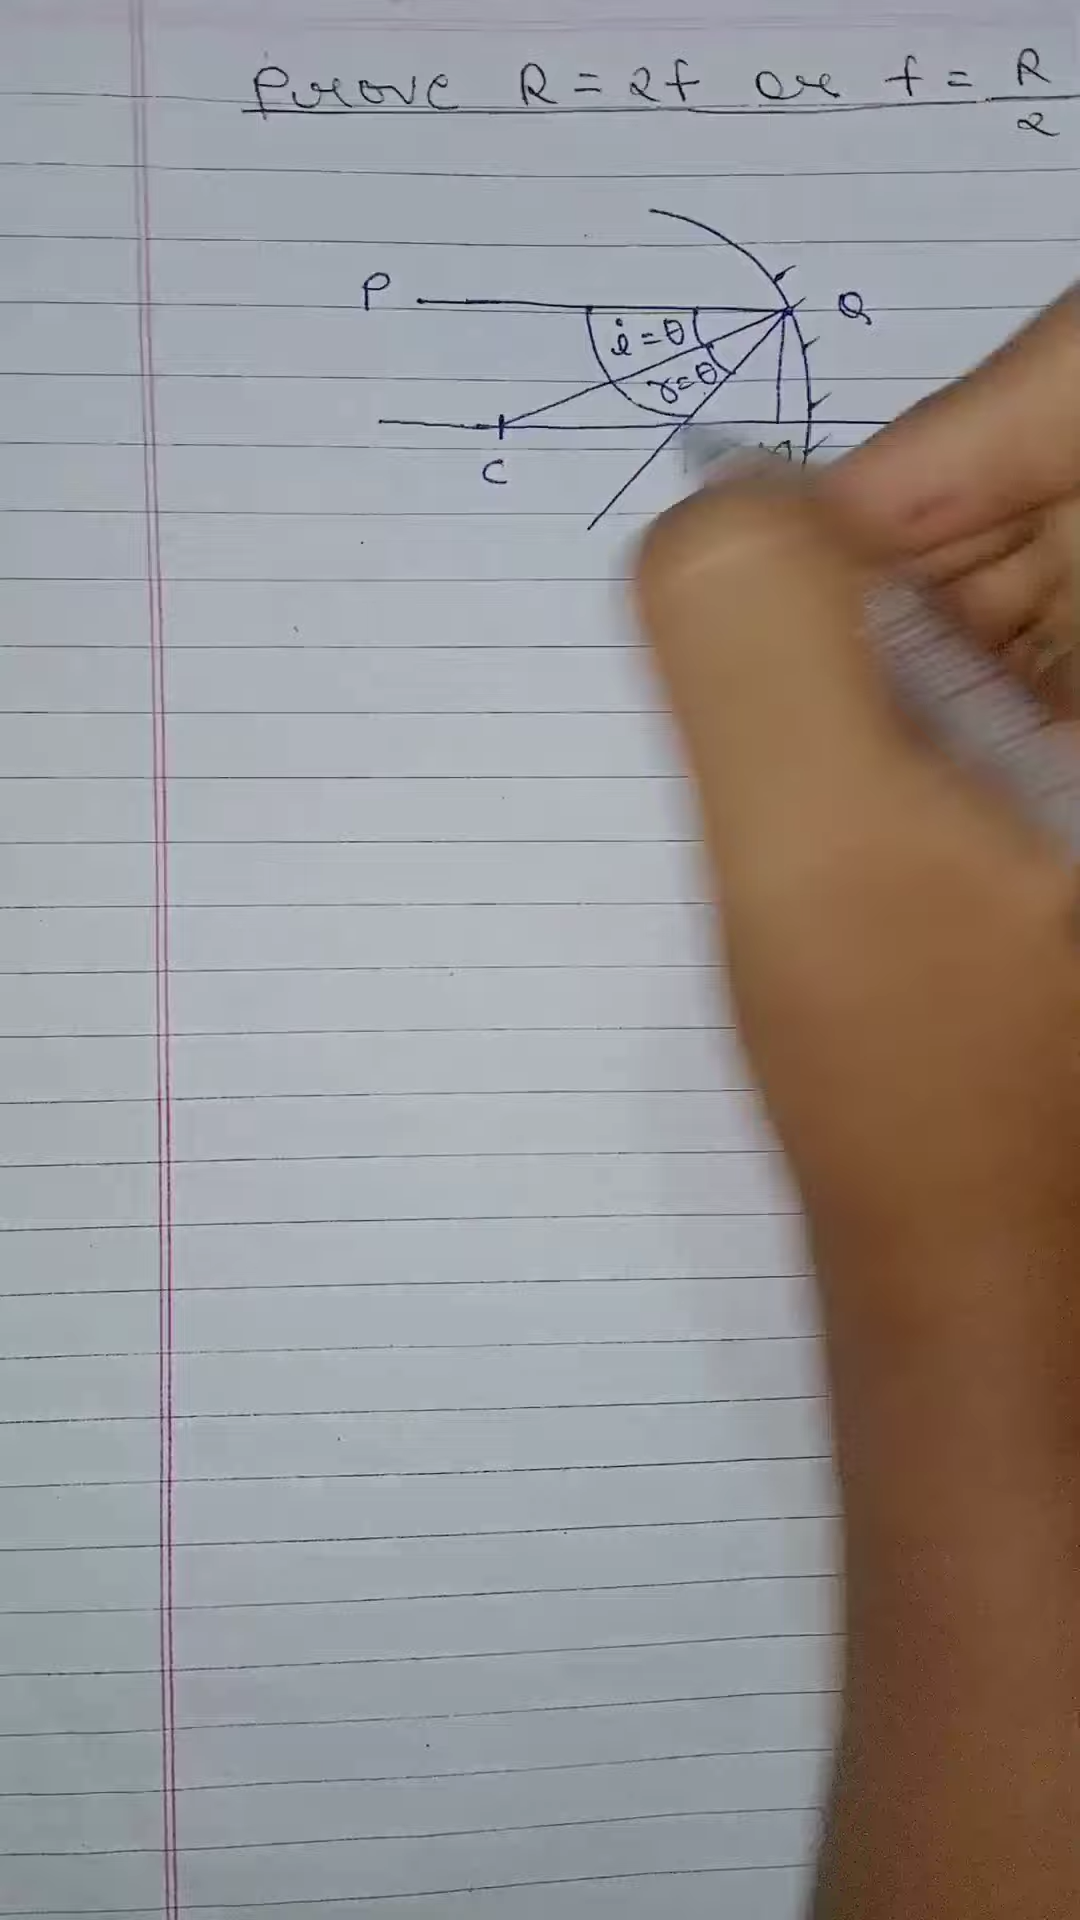 Prove R = 2f or f = R/2
P
Q
i = θ
r = θ
C